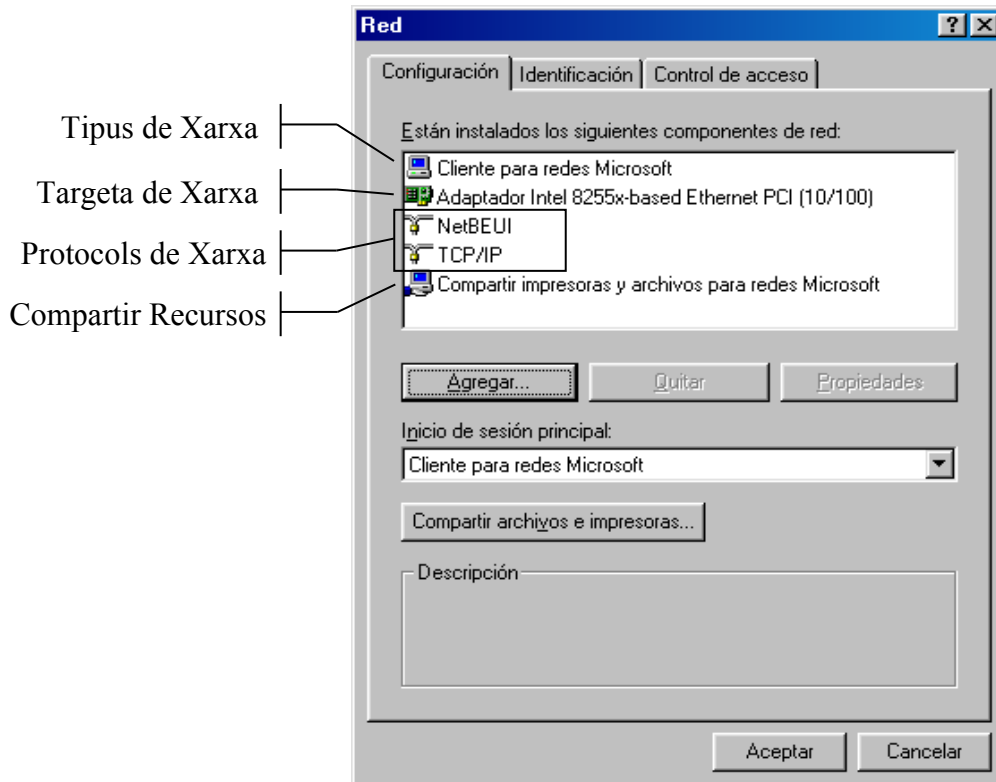 Red
Configuración Identificación Control de acceso
Están instalados los siguientes componentes de red:
Tipus de Xarxa
Cliente para redes Microsoft
Targeta de Xarxa
Adaptador Intel 8255x-based Ethernet PCI (10/100)
NetBEUI
Protocols de Xarxa
TCP/IP
Compartir Recursos
Compartir impresoras y archivos para redes Microsoft
Agregar... Quitar Propiedades
Inicio de sesión principal:
Cliente para redes Microsoft
Compartir archivos e impresoras...
Descripción
Aceptar Cancelar